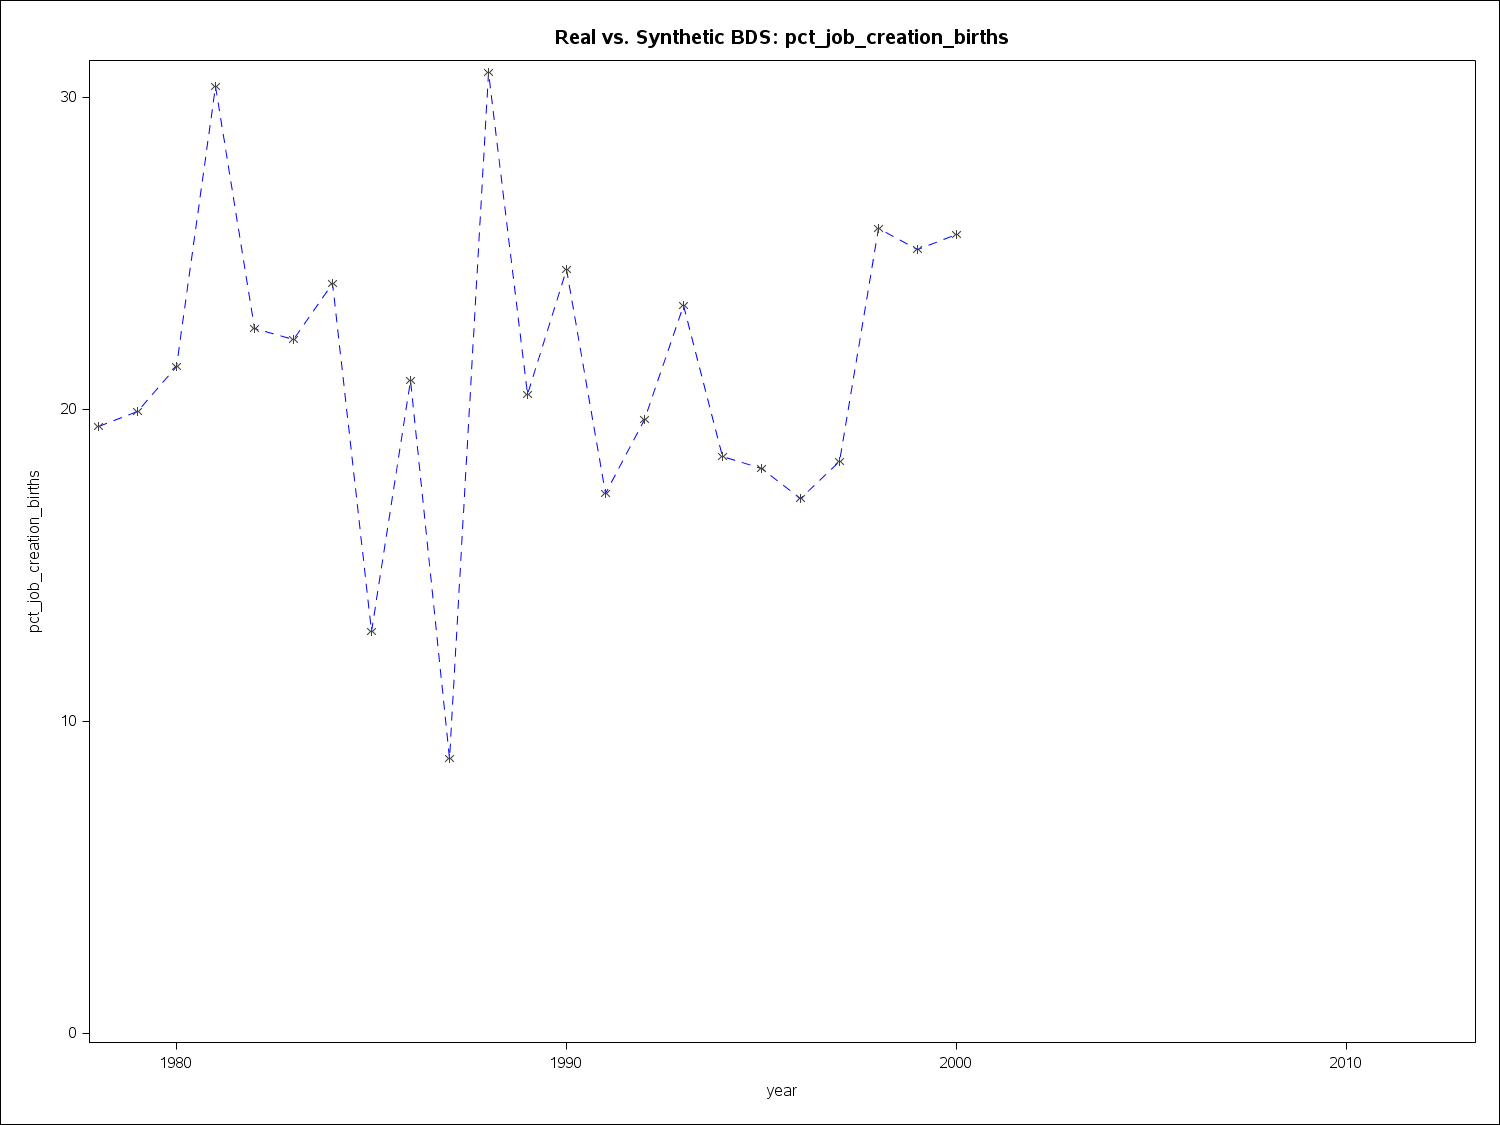 Real vs. Synthetic BDS: pct_job_creation_births
30
20
10
0
pct_job_creation_births
1980
1990
2000
2010
year